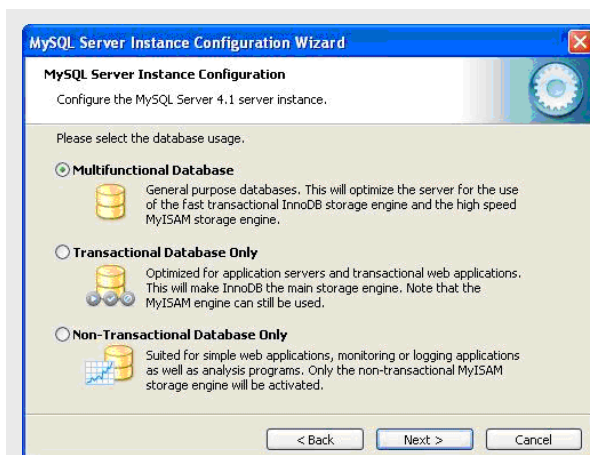 MySQL Server Instance Configuration Wizard
MySQL Server Instance Configuration
Configure the MySQL Server 4.1 server instance.
Please select the database usage.
Multifunctional Database
General purpose databases. This will optimize the server for the use
of the fast transactional InnoDB storage engine and the high speed
MyISAM storage engine.
Transactional Database Only
Optimized for application servers and transactional web applications.
This will make InnoDB the main storage engine. Note that the
MyISAM engine can still be used.
Non-Transactional Database Only
Suited for simple web applications, monitoring or logging applications
as well as analysis programs. Only the non-transactional MyISAM
storage engine will be activated.
< Back Next > Cancel